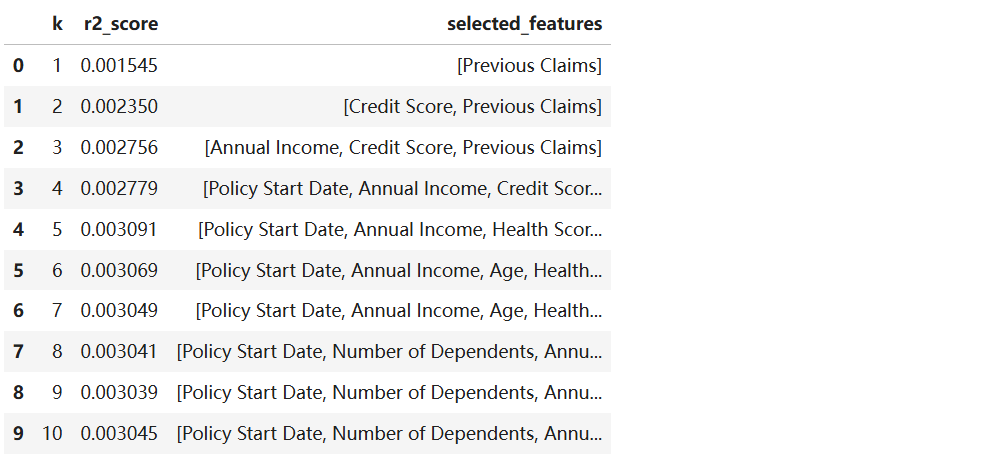 k r2_score selected_features
0 1 0.001545 [Previous Claims]
1 2 0.002350 [Credit Score, Previous Claims]
2 3 0.002756 [Annual Income, Credit Score, Previous Claims]
3 4 0.002779 [Policy Start Date, Annual Income, Credit Scor...
4 5 0.003091 [Policy Start Date, Annual Income, Health Scor...
5 6 0.003069 [Policy Start Date, Annual Income, Age, Health...
6 7 0.003049 [Policy Start Date, Annual Income, Age, Health...
7 8 0.003041 [Policy Start Date, Number of Dependents, Annu...
8 9 0.003039 [Policy Start Date, Number of Dependents, Annu...
9 10 0.003045 [Policy Start Date, Number of Dependents, Annu...